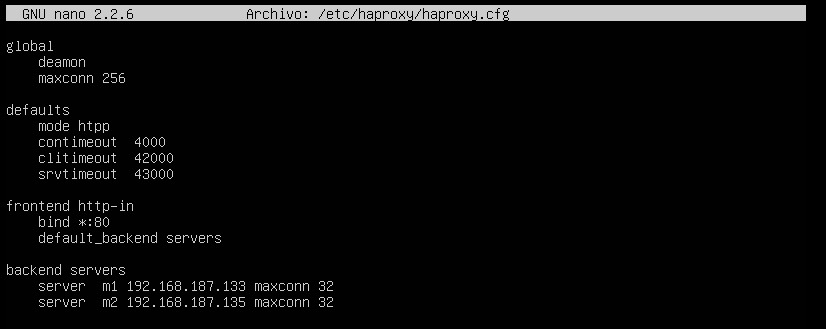 GNU nano 2.2.6 Archivo: /etc/haproxy/haproxy.cfg
global
deamon
maxconn 256
defaults
mode htpp
contimeout 4000
clitimeout 42000
srvtimeout 43000
frontend http-in
bind *:80
default_backend servers
backend servers
server m1 192.168.187.133 maxconn 32
server m2 192.168.187.135 maxconn 32